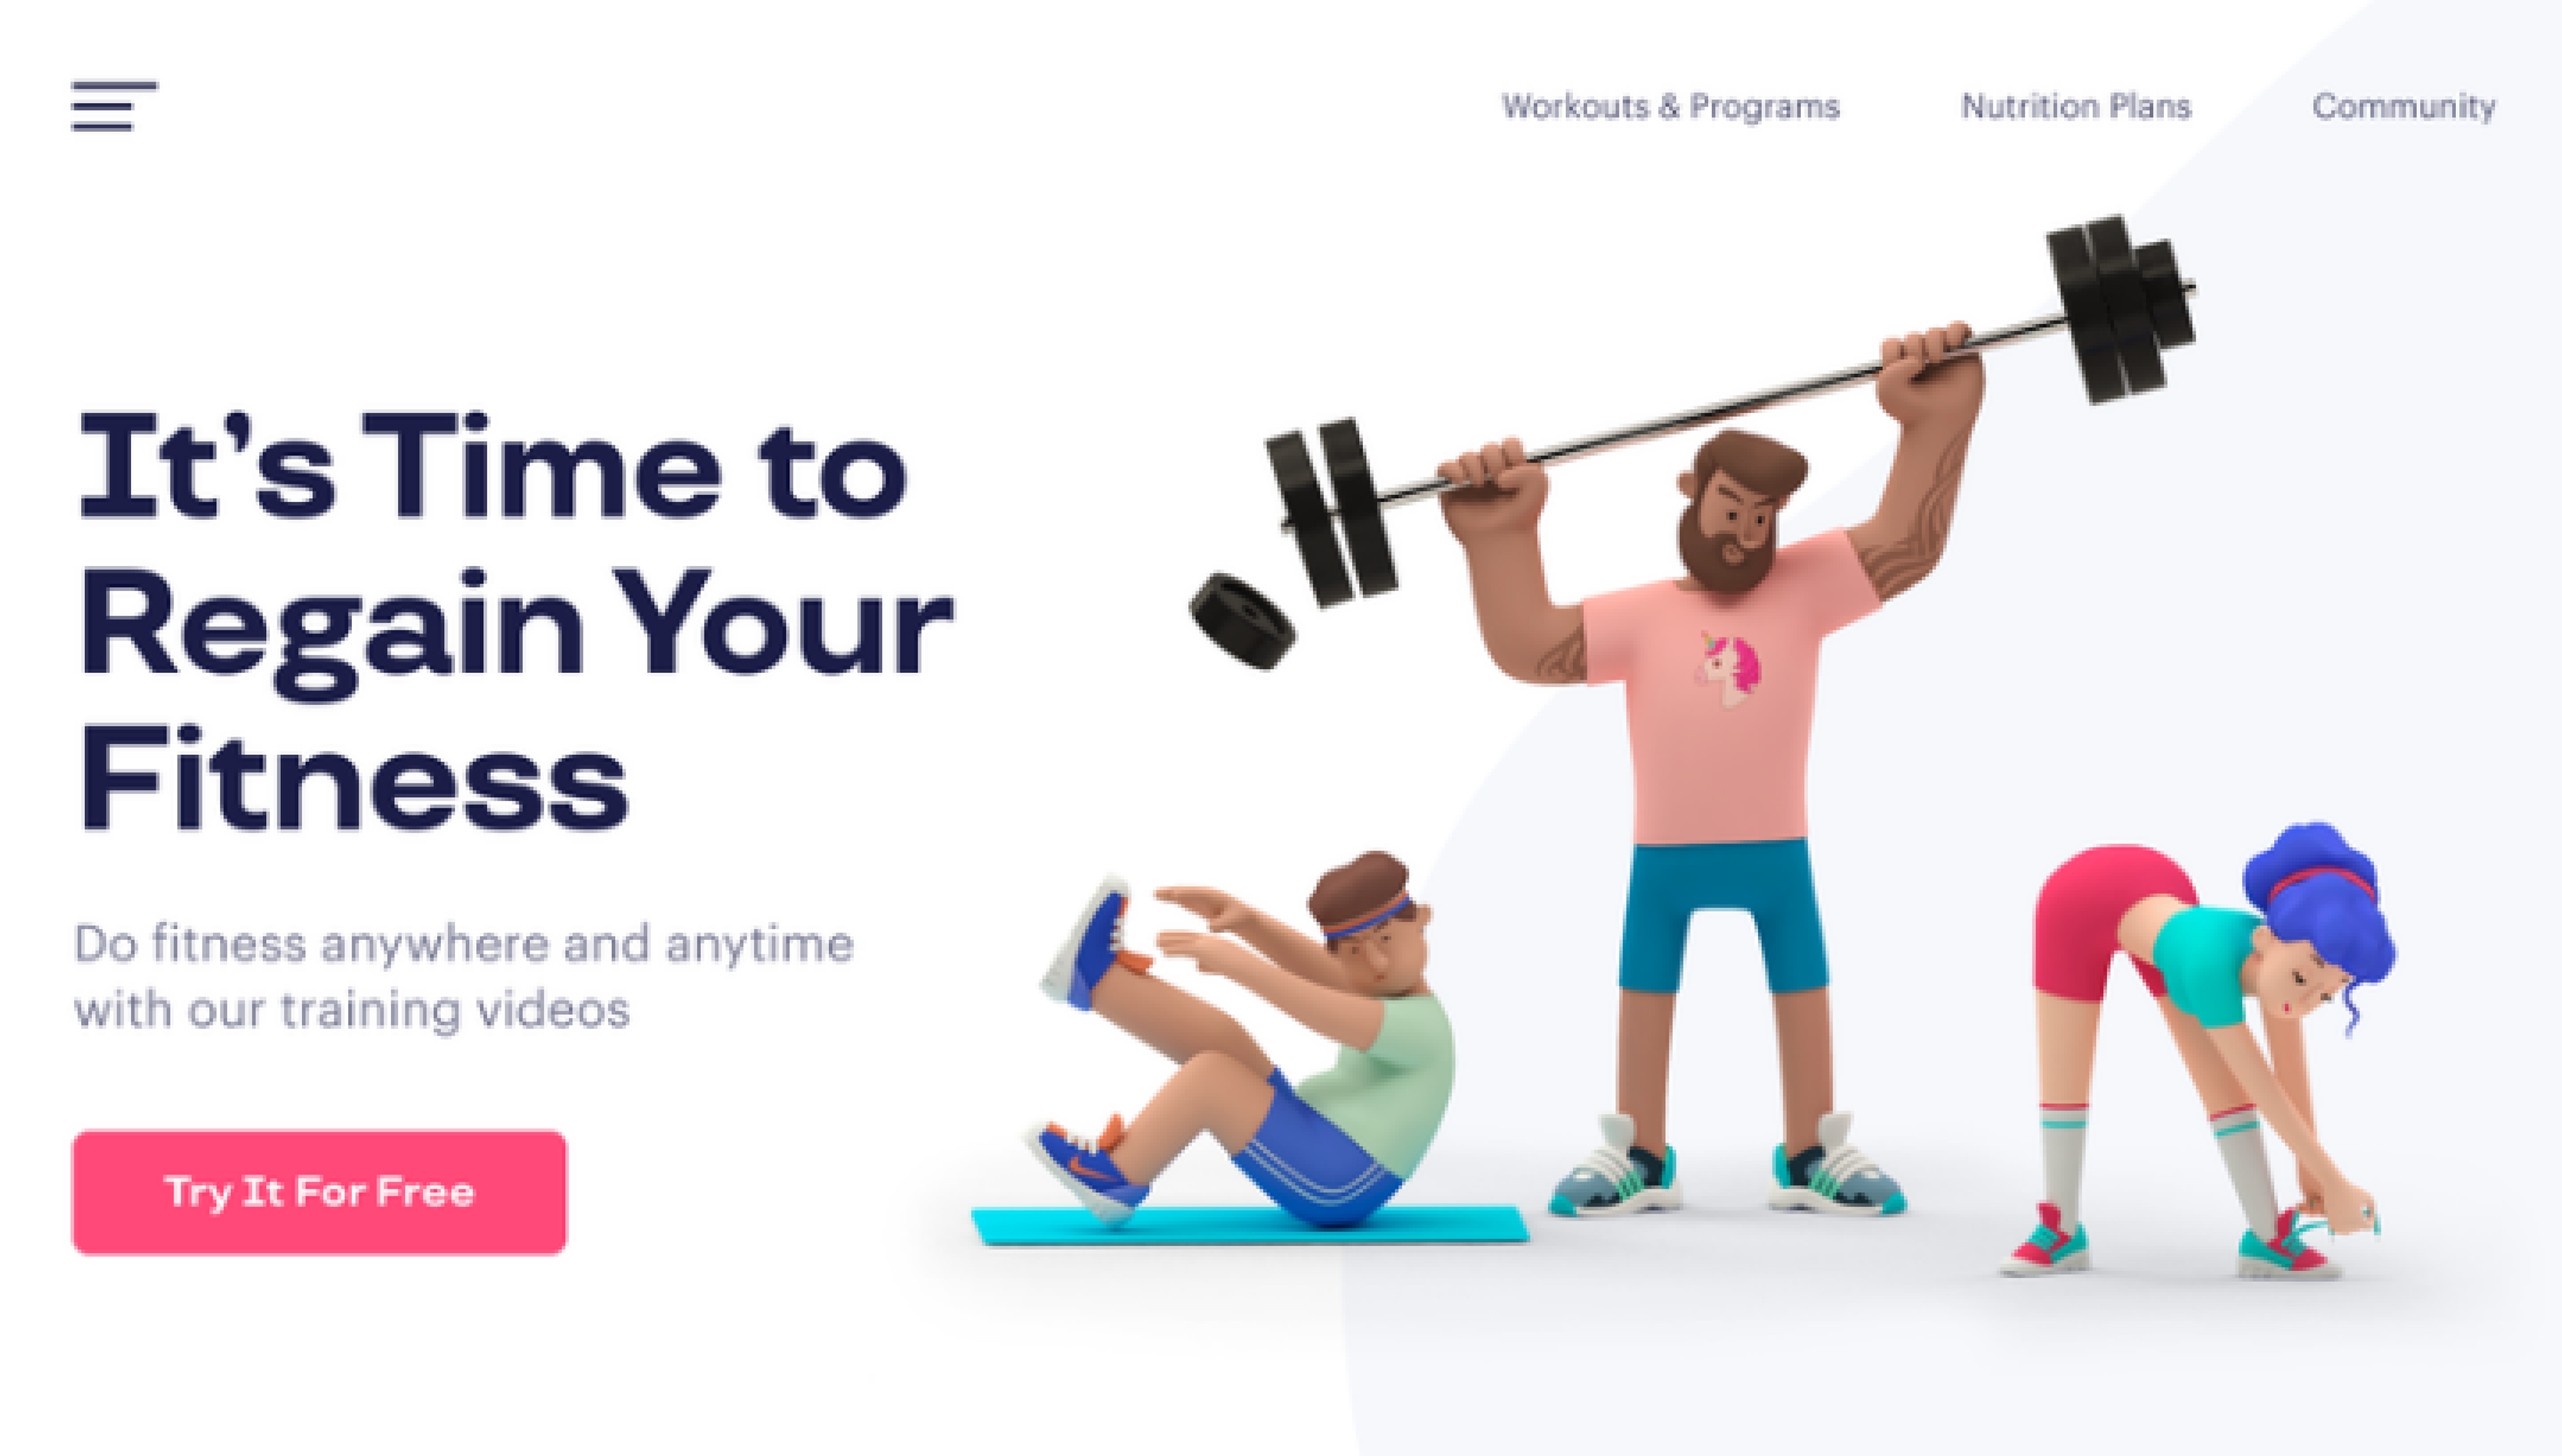 Workouts & Programs
Nutrition Plans
Community
It’s Time to
Regain Your
Fitness
Do fitness anywhere and anytime
with our training videos
Try It For Free